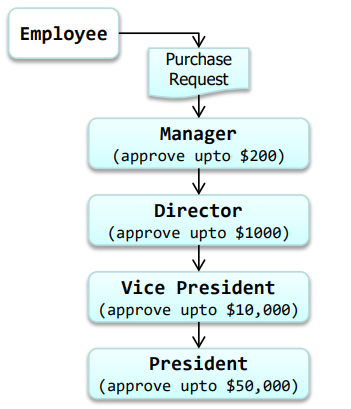 Employee
Purchase
Request
Manager
(approve upto $200)
Director
(approve upto $1000)
Vice President
(approve upto $10,000)
President
(approve upto $50,000)